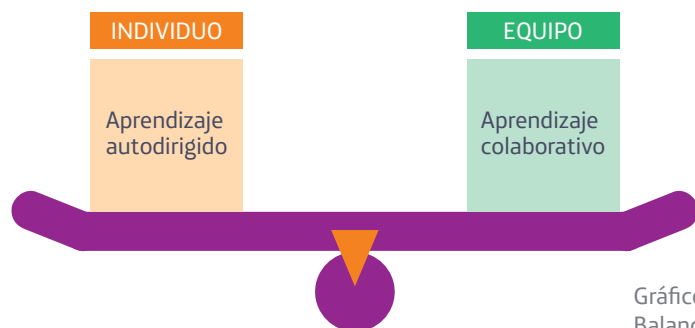 INDIVIDUO
EQUIPO
Aprendizaje
autodirigido
Aprendizaje
colaborativo